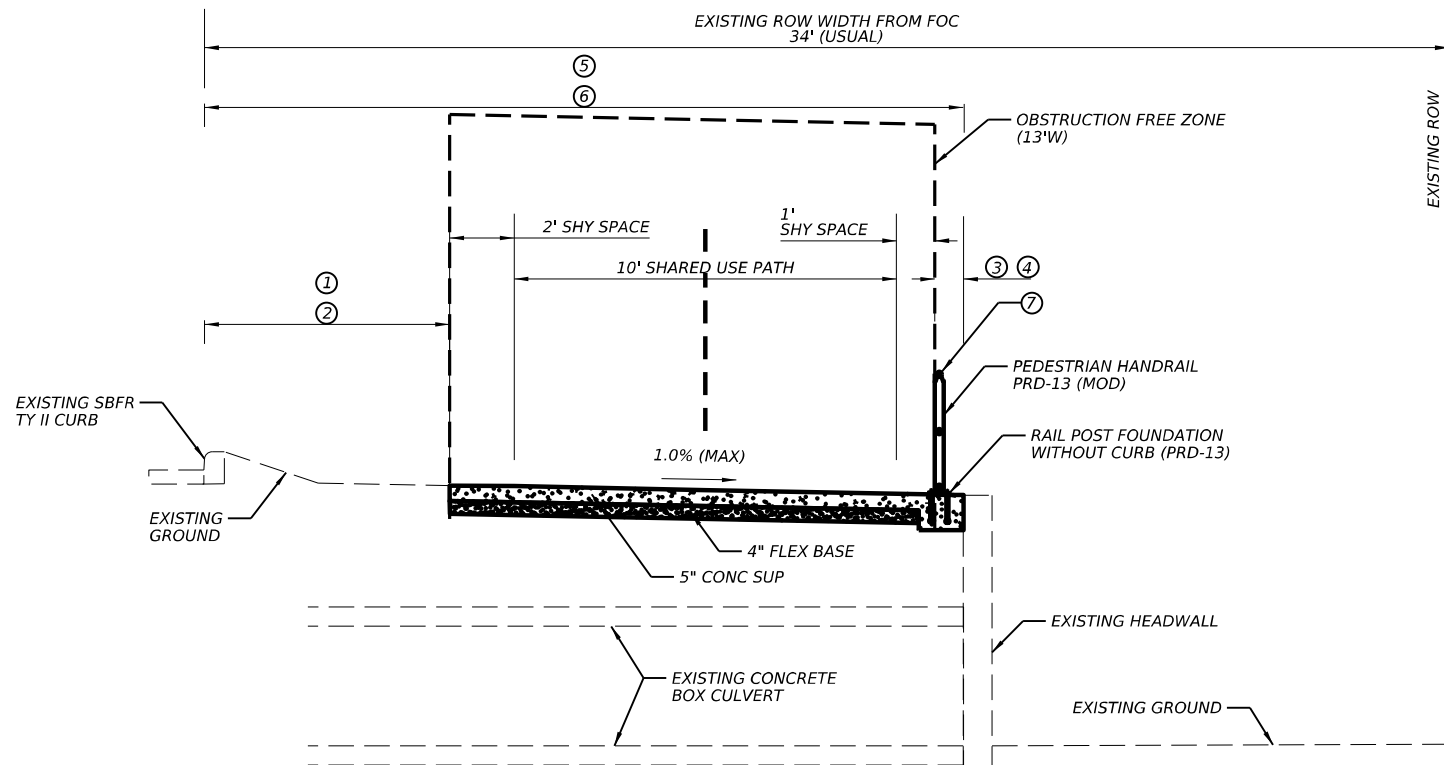 EXISTING ROW WIDTH FROM FOC
34' (USUAL)
5
6
OBSTRUCTION FREE ZONE
(13'W)
EXISTING ROW
2' SHY SPACE
1'
SHY SPACE
10' SHARED USE PATH
3 4
1
2
7
PEDESTRIAN HANDRAIL
PRD-13 (MOD)
EXISTING SBFR
TY II CURB
RAIL POST FOUNDATION
WITHOUT CURB (PRD-13)
1.0% (MAX)
EXISTING
GROUND
4" FLEX BASE
5" CONC SUP
EXISTING HEADWALL
EXISTING CONCRETE
BOX CULVERT
EXISTING GROUND